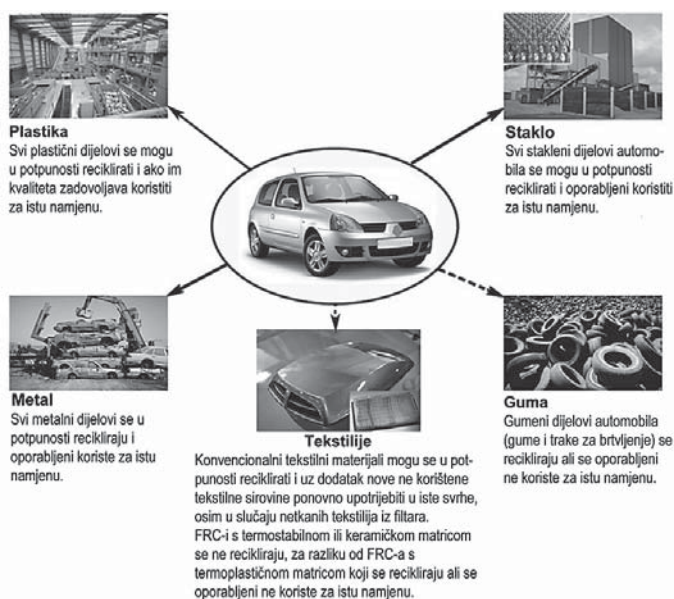 Plastika
Svi plastični dijelovi se mogu
u potpunosti reciklirati i ako im
kvaliteta zadovoljava koristiti
za istu namjenu.
Staklo
Svi stakleni dijelovi automo-
bila se mogu u potpunosti
reciklirati i oporabljeni koristiti
za istu namjenu.
Metal
Svi metalni dijelovi se u
potpunosti recikliraju i
oporabljeni koriste za istu
namjenu.
Tekstilije
Konvencionalni tekstilni materijali mogu se u pot-
punosti reciklirati i uz dodatak nove ne korištene
tekstilne sirovine ponovno upotrijebiti u iste svrhe,
osim u slučaju netkanih tekstilija iz filtara.
FRC-i s termostabilnom ili keramičkom matricom
se ne recikliraju, za razliku od FRC-a s
termoplastičnom matricom koji se recikliraju ali se
oporabljeni ne koriste za istu namjenu.
Guma
Gumeni dijelovi automobila
(gume i trake za brtvljenje) se
recikliraju ali se oporabljeni
ne koriste za istu namjenu.